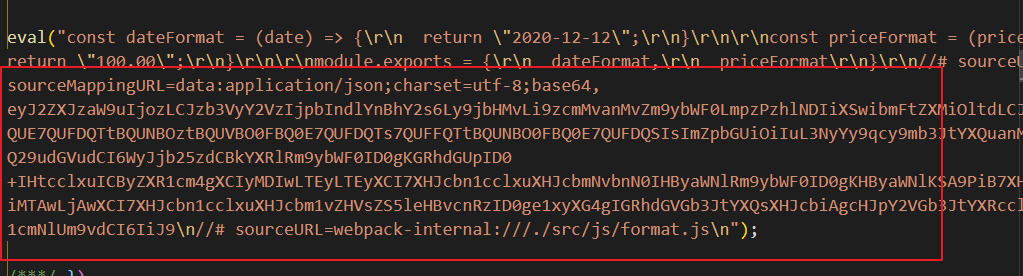 eval("const dateFormat = (date) => {\r\n  return \"2020-12-12\";\r\n}\r\n\r\nconst priceFormat = (price
return \"100.00\";\r\n}\r\n\r\nmodule.exports = {\r\n  dateFormat,\r\n  priceFormat\r\n}\r\n//# sourceU
sourceMappingURL=data:application/json;charset=utf-8;base64,
eyJ2ZXJzaW9uIjozLCJzb3VyY2VzIjpbIndlYnBhY2s6Ly9jbHMvLi9zcmMvanMvZm9ybWF0LmpzPzhlNDIiXSwibmFtZXMiOltdLCJ
QUE7QUFDQTtBQUNBOztBQUVBO0FBQ0E7QUFDQTs7QUFFQTtBQUNBO0FBQ0E7QUFDQSIsImZpbGUiOiIuL3NyYy9qcy9mb3JtYXQuanM
Q29udGVudCI6WyJjb25zdCBkYXRlRm9ybWF0ID0gKGRhdGUpID0
+IHtcclxuICByZXR1cm4gXCIyMDIwLTEyLTEyXCI7XHJcbn1cclxuXHJcbmNvbnN0IHByaWNlRm9ybWF0ID0gKHByaWNlKSA9PiB7XH
iMTAwLjAwXCI7XHJcbn1cclxuXHJcbm1vZHVsZS5leHBvcnRzID0ge1xyXG4gIGRhdGVGb3JtYXQsXHJcbiAgcHJpY2VGb3JtYXRccl
1cmNlUm9vdCI6IiJ9\n//# sourceURL=webpack-internal:///./src/js/format.js\n");
/***/ })